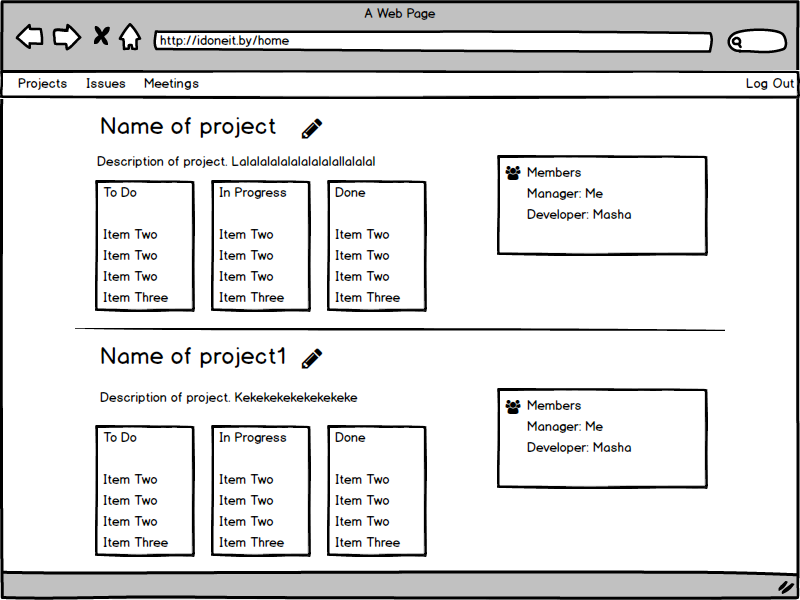 A Web Page
http://idoneit.by/home
Projects Issues Meetings Log Out
Name of project
Description of project. Lalalalalalalalalalallalalal
Members
Manager: Me
Developer: Masha
To Do
Item Two
Item Two
Item Two
Item Three
In Progress
Item Two
Item Two
Item Two
Item Three
Done
Item Two
Item Two
Item Two
Item Three
Name of project1
Description of project. Kekekekekekekekeke
Members
Manager: Me
Developer: Masha
To Do
Item Two
Item Two
Item Two
Item Three
In Progress
Item Two
Item Two
Item Two
Item Three
Done
Item Two
Item Two
Item Two
Item Three